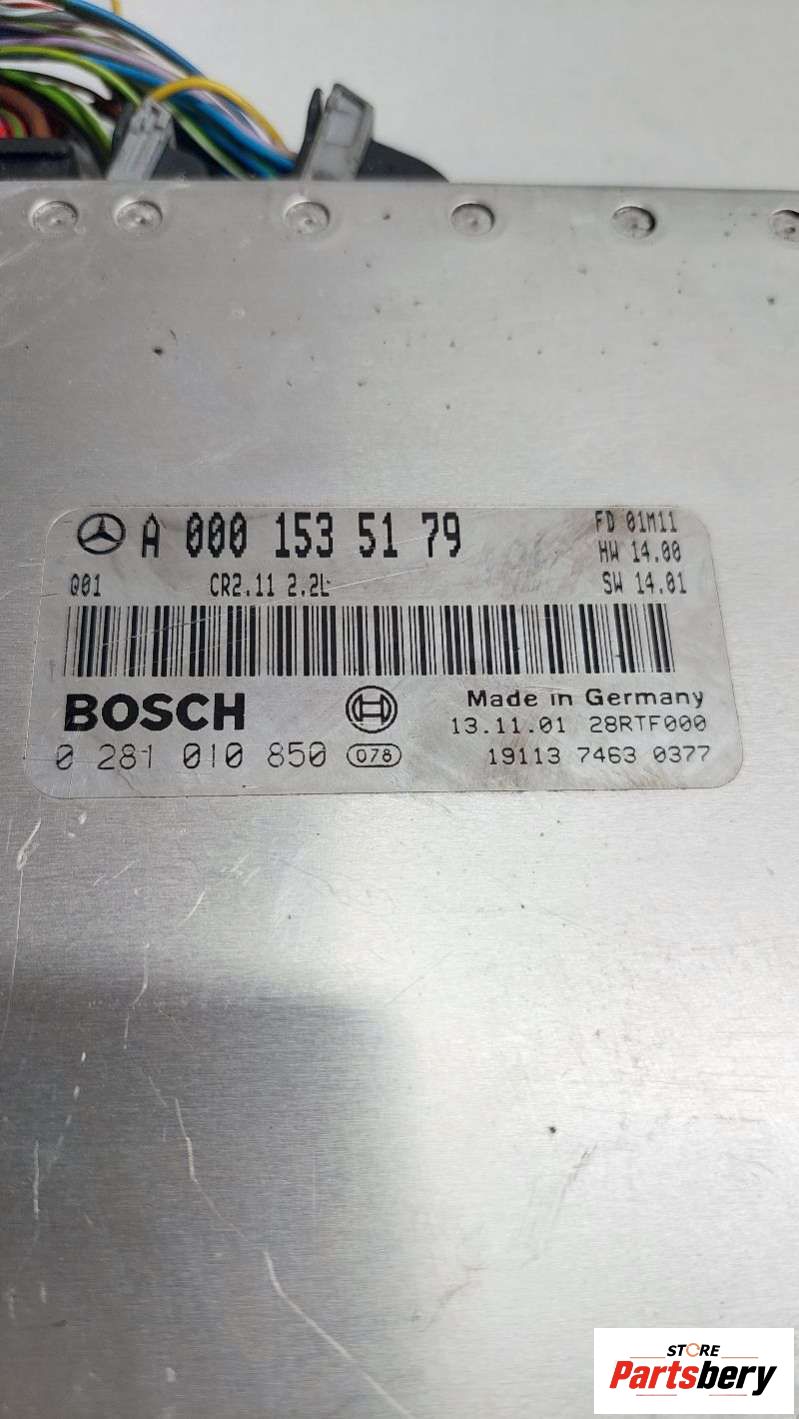 A 000 153 51 79
FD 01M11
HW 14.00
Q01 CR2.11 2.2L
SW 14.01
BOSCH
Made in Germany
13.11.01 28RTF000
0 281 010 850 078
19113 7463 0377
STORE
Partsbery